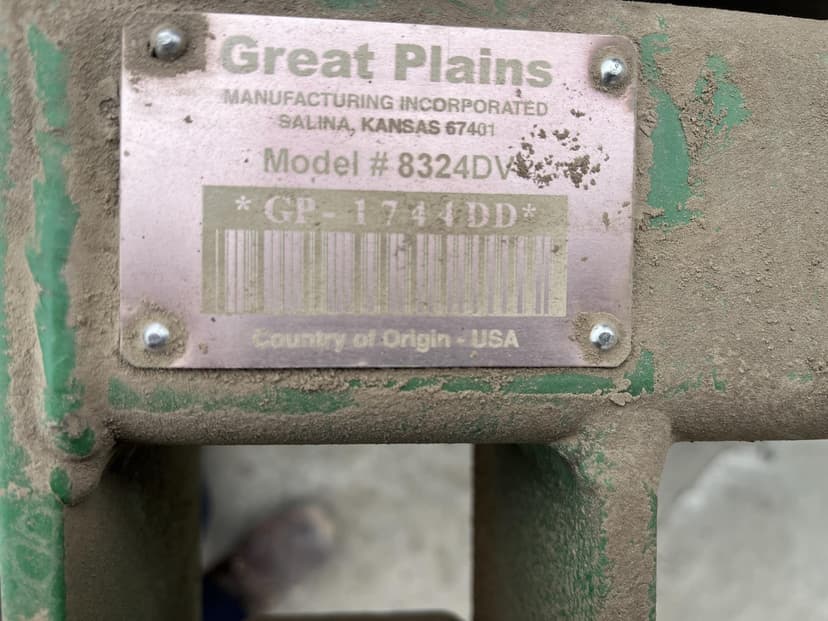 Great Plains
MANUFACTURING INCORPORATED
SALINA, KANSAS 67401
Model # 8324DV
*GP-1744DD*
Country of Origin - USA